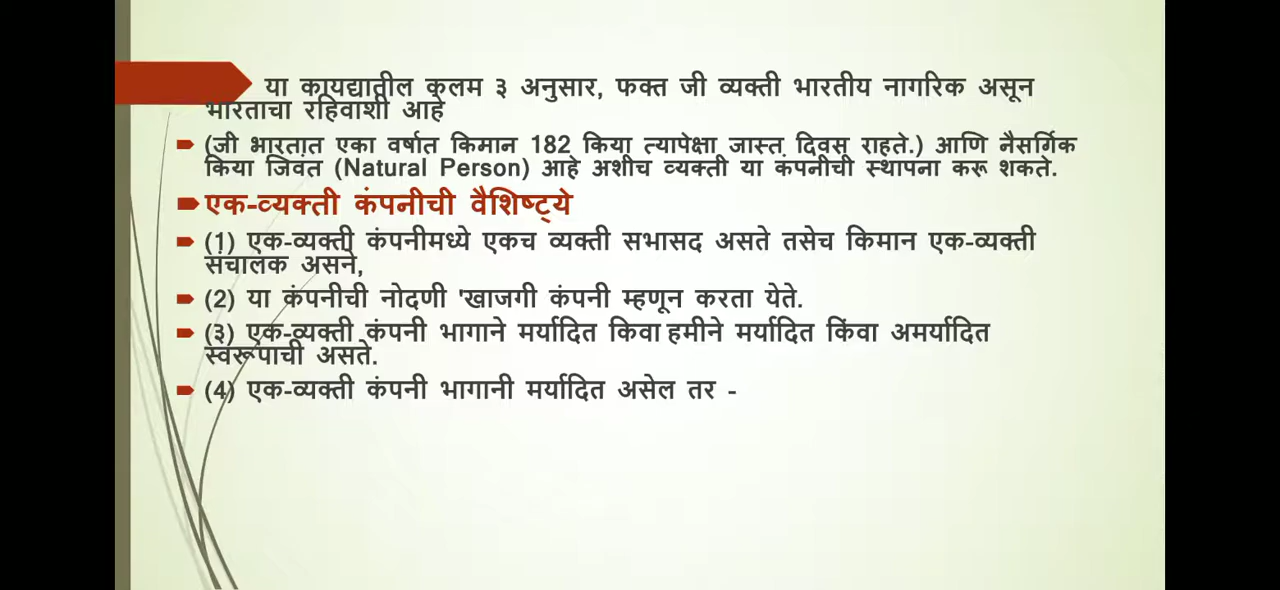 या कायद्यातील कलम ३ अनुसार, फक्त जी व्यक्ती भारतीय नागरिक असून
भारताचा रहिवाशी आहे
(जी भारतात एका वर्षात किमान 182 किया त्यापेक्षा जास्त दिवस राहते.) आणि नैसर्गिक
किया जिवंत (Natural Person) आहे अशीच व्यक्ती या कंपनीची स्थापना करू शकते.
एक-व्यक्ती कंपनीची वैशिष्ट्ये
(1) एक-व्यक्ती कंपनीमध्ये एकच व्यक्ती सभासद असते तसेच किमान एक-व्यक्ती
संचालक असने,
(2) या कंपनीची नोदणी 'खाजगी कंपनी म्हणून करता येते.
(३) एक-व्यक्ती कंपनी भागाने मर्यादित किवा हमीने मर्यादित किंवा अमर्यादित
स्वरूपाची असते.
(4) एक-व्यक्ती कंपनी भागानी मर्यादित असेल तर -